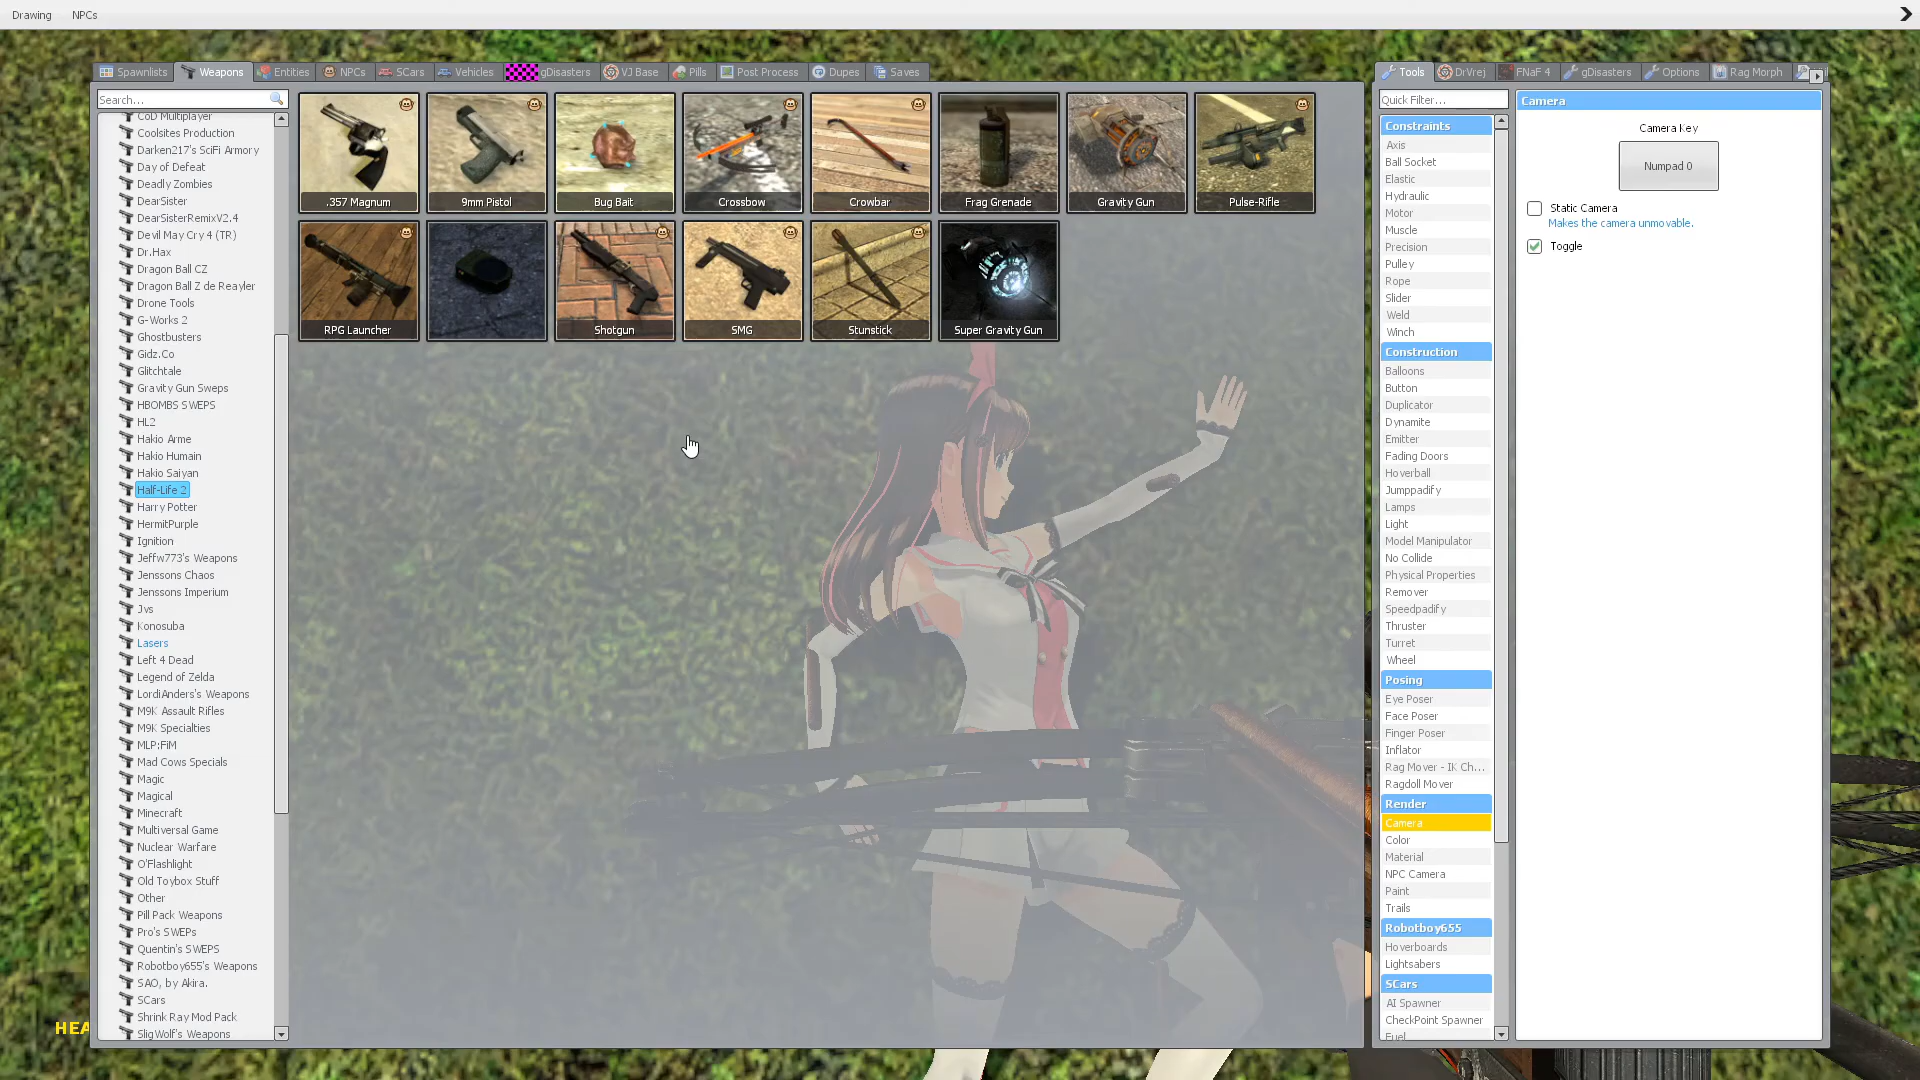 Drawing NPCs
Spawnlists Weapons Entities NPCs SCars Vehicles gDisasters VJ Base Pills Post Process Dupes Saves
Search...
CoD Multiplayer
Coolsites Production
Darken217's SciFi Armory
Day of Defeat
Deadly Zombies
DearSister
DearSisterRemixV2.4
Devil May Cry 4 (TR)
Dr.Hax
Dragon Ball CZ
Dragon Ball Z de Reayler
Drone Tools
G-Works 2
Ghostbusters
Gidz.Co
Glitchtale
Gravity Gun Sweps
HBOMBS SWEPS
HL2
Hakio Arme
Hakio Humain
Hakio Saiyan
Half-Life 2
Harry Potter
HermitPurple
Ignition
Jeffw773's Weapons
Jenssons Chaos
Jenssons Imperium
Jvs
Konosuba
Lasers
Left 4 Dead
Legend of Zelda
LordiAnders's Weapons
M9K Assault Rifles
M9K Specialties
MLP:FiM
Mad Cows Specials
Magic
Magical
Minecraft
Multiversal Game
Nuclear Warfare
O'Flashlight
Old Toybox Stuff
Other
Pill Pack Weapons
Pro's SWEPs
Quentin's SWEPS
Robotboy655's Weapons
SAO, by Akira.
SCars
Shrink Ray Mod Pack
SligWolf's Weapons
.357 Magnum 9mm Pistol Bug Bait Crossbow Crowbar Frag Grenade Gravity Gun Pulse-Rifle
RPG Launcher Shotgun SMG Stunstick Super Gravity Gun
HEA
Tools DrVrej FNaF 4 gDisasters Options Rag Morph
Quick Filter...
Constraints
Axis
Ball Socket
Elastic
Hydraulic
Motor
Muscle
Precision
Pulley
Rope
Slider
Weld
Winch
Construction
Balloons
Button
Duplicator
Dynamite
Emitter
Fading Doors
Hoverball
Jumppadify
Lamps
Light
Model Manipulator
No Collide
Physical Properties
Remover
Speedpadify
Thruster
Turret
Wheel
Posing
Eye Poser
Face Poser
Finger Poser
Inflator
Rag Mover - IK Ch...
Ragdoll Mover
Render
Camera
Color
Material
NPC Camera
Paint
Trails
Robotboy655
Hoverboards
Lightsabers
SCars
AI Spawner
CheckPoint Spawner
Fuel
Camera
Camera Key
Numpad 0
Static Camera
Makes the camera unmovable.
Toggle